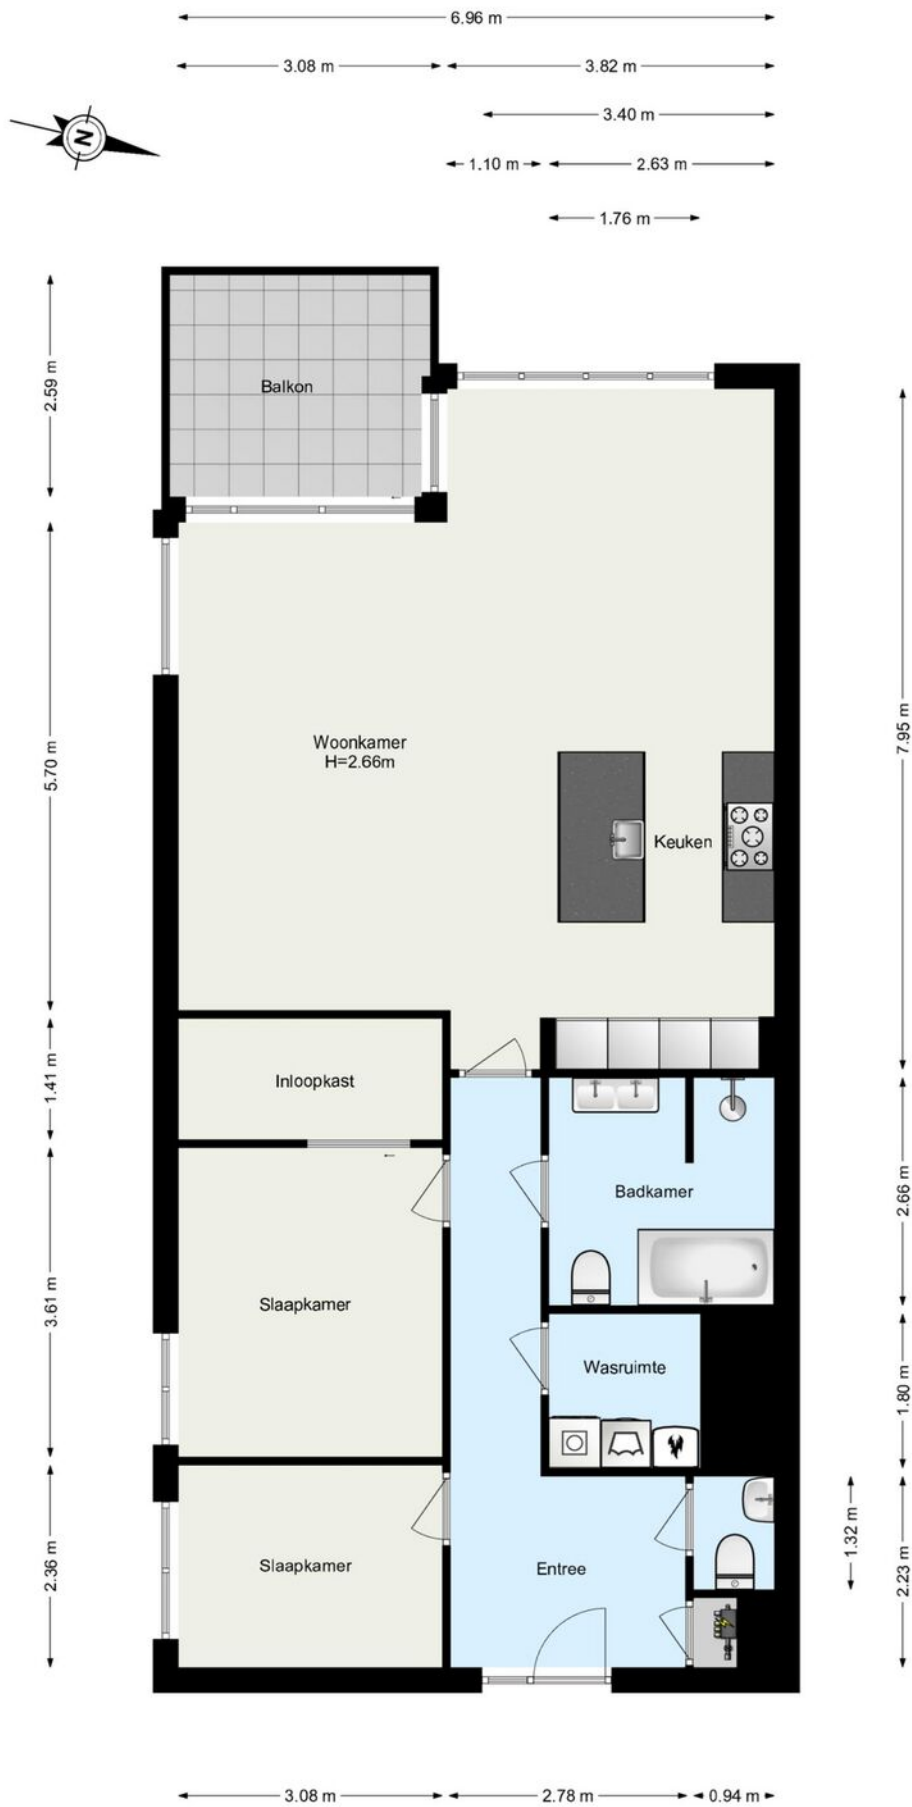 6.96 m
3.08 m
3.82 m
3.40 m
N
1.10 m
2.63 m
1.76 m
2.59 m
Balkon
7.95 m
5.70 m
Woonkamer
H=2.66m
Keuken
1.41 m
Inloopkast
2.66 m
Badkamer
3.61 m
Slaapkamer
Wasruimte
1.80 m
1.32 m
2.36 m
Slaapkamer
Entree
2.23 m
3.08 m
2.78 m
0.94 m